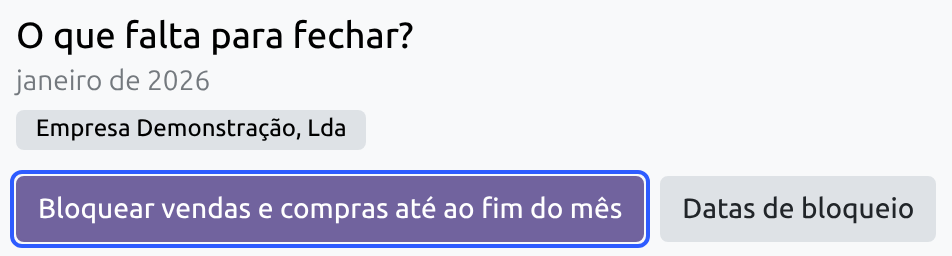 O que falta para fechar?
janeiro de 2026
Empresa Demonstração, Lda
Bloquear vendas e compras até ao fim do mês
Datas de bloqueio